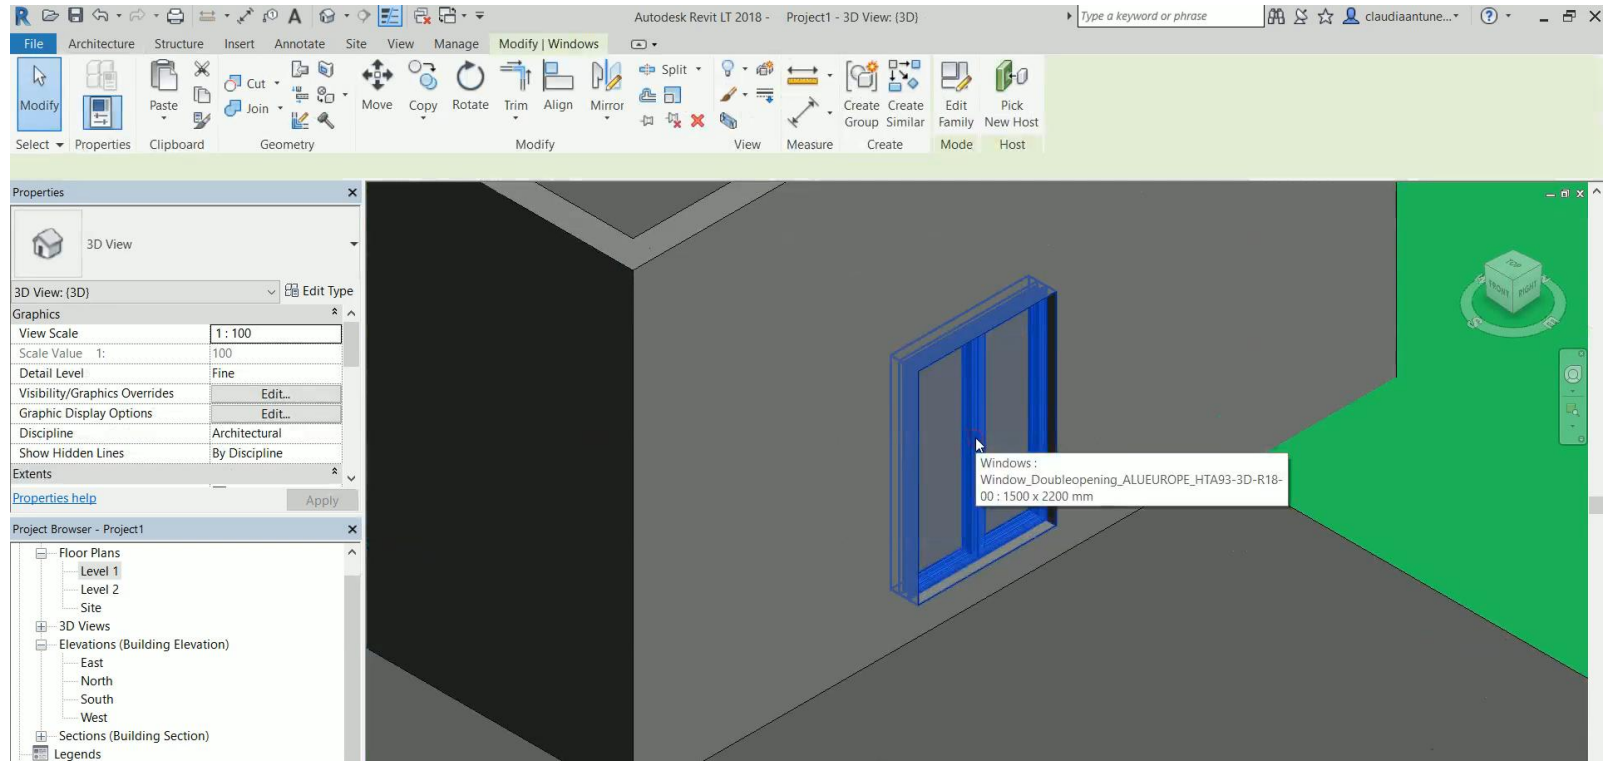 Autodesk Revit LT 2018 - Project1 - 3D View: {3D}
Type a keyword or phrase
claudiaantune...
File Architecture Structure Insert Annotate Site View Manage Modify | Windows
Modify
Paste
Cut
Join
Move Copy Rotate Trim Align Mirror
Split
Create Group
Create Similar
Edit Family
Pick New Host
Select Properties Clipboard Geometry Modify View Measure Create Mode Host
Properties
3D View
3D View: {3D} Edit Type
Graphics
View Scale 1 : 100
Scale Value 1: 100
Detail Level Fine
Visibility/Graphics Overrides Edit...
Graphic Display Options Edit...
Discipline Architectural
Show Hidden Lines By Discipline
Extents
Properties help Apply
Project Browser - Project1
Floor Plans
Level 1
Level 2
Site
3D Views
Elevations (Building Elevation)
East
North
South
West
Sections (Building Section)
Legends
Windows :
Window_Doubleopening_ALUEUROPE_HTA93-3D-R18-
00 : 1500 x 2200 mm
TOP
FRONT RIGHT
S E